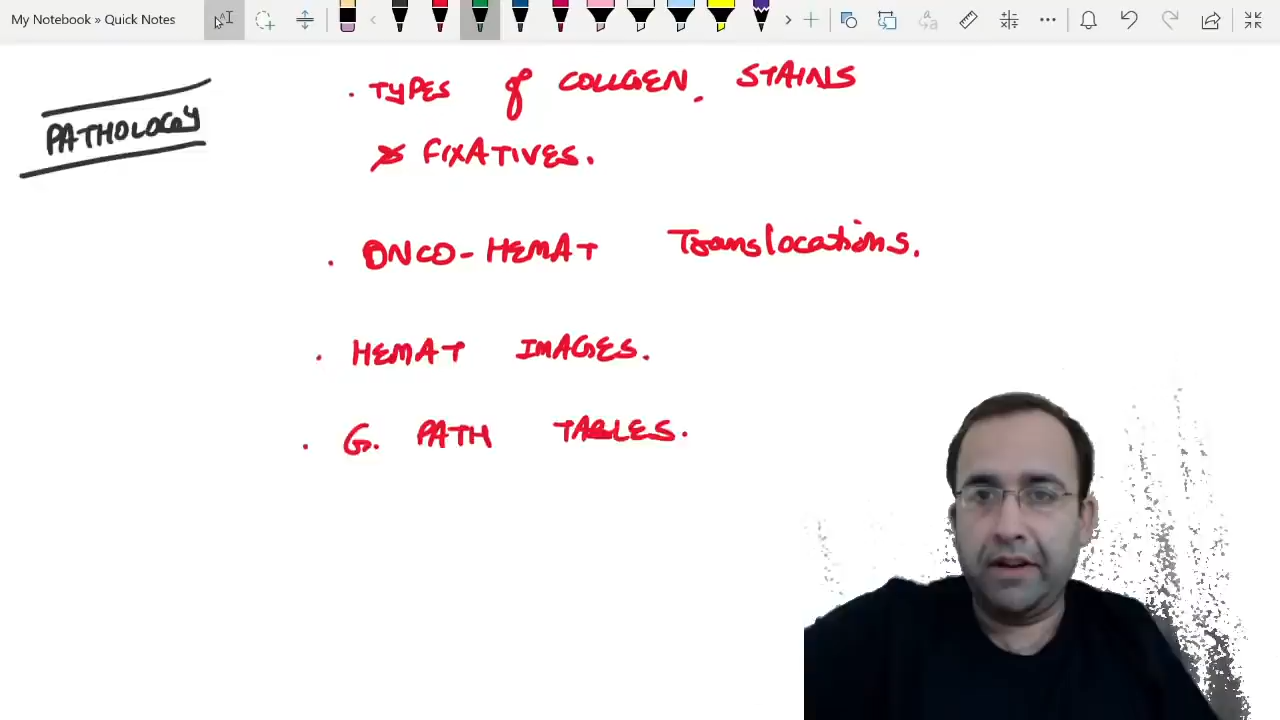 My Notebook » Quick Notes
PATHOLOGY
. TYPES of COLLGEN. STAINS
& FIXATIVES.
. ONCO-HEMAT Translocations.
. HEMAT IMAGES.
. G. PATH TABLES.